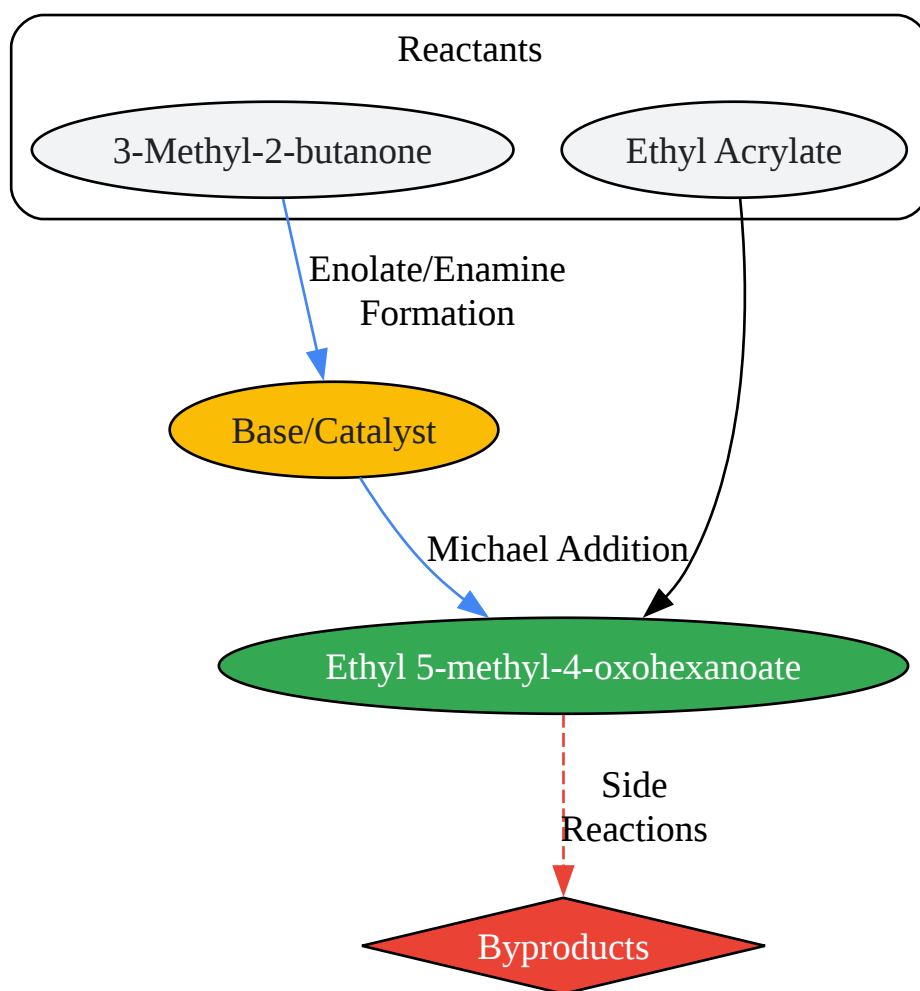 Reactants
3-Methyl-2-butanone
Ethyl Acrylate
Enolate/Enamine
Formation
Base/Catalyst
Michael Addition
Ethyl 5-methyl-4-oxohexanoate
Side
Reactions
Byproducts